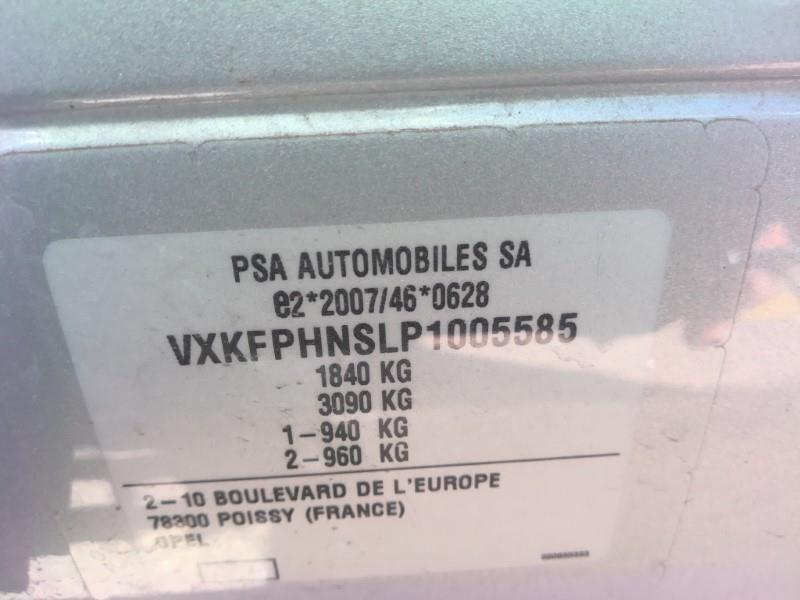 PSA AUTOMOBILES SA
e2*2007/46*0628
VXKFPHNSLP1005585
1840 KG
3090 KG
1-940 KG
2-960 KG
2-10 BOULEVARD DE L'EUROPE
78300 POISSY (FRANCE)
OPEL